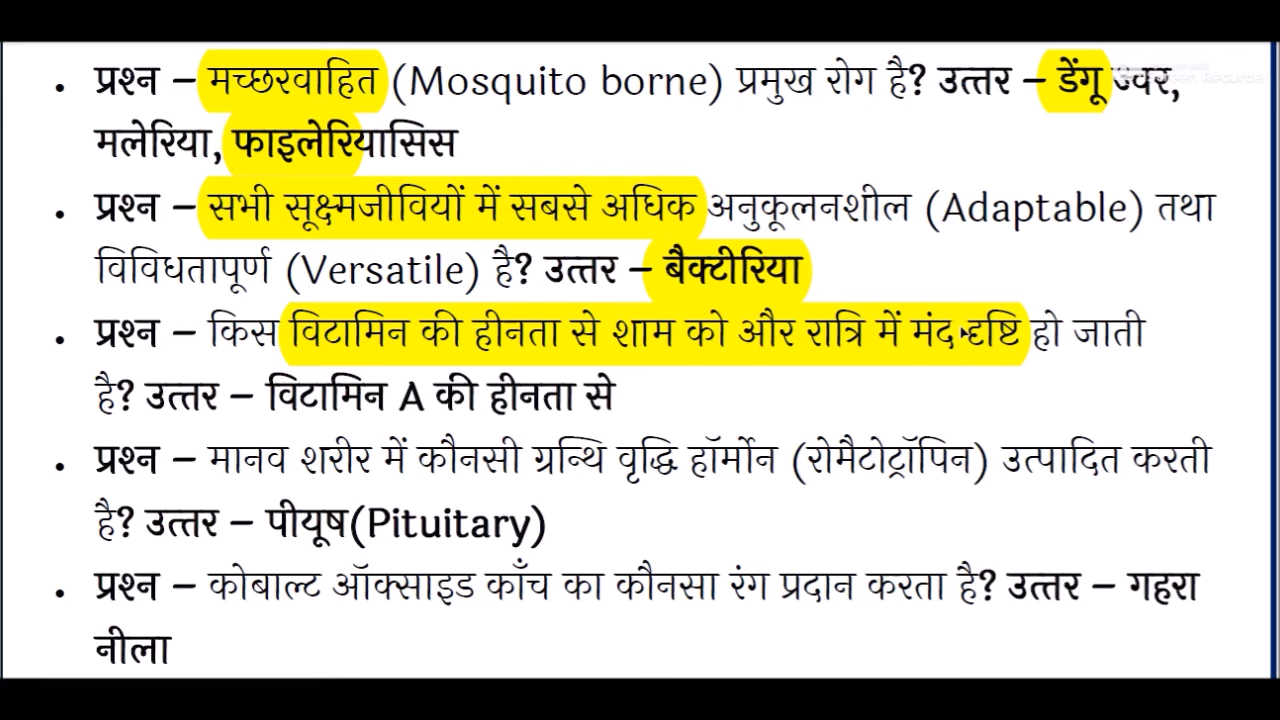 • प्रश्न – मच्छरवाहित (Mosquito borne) प्रमुख रोग है? उत्तर – डेंगू ज्वर,
मलेरिया, फाइलेरियासिस
• प्रश्न – सभी सूक्ष्मजीवियों में सबसे अधिक अनुकूलनशील (Adaptable) तथा
विविधतापूर्ण (Versatile) है? उत्तर – बैक्टीरिया
• प्रश्न – किस विटामिन की हीनता से शाम को और रात्रि में मंद दृष्टि हो जाती
है? उत्तर – विटामिन A की हीनता से
• प्रश्न – मानव शरीर में कौनसी ग्रन्थि वृद्धि हॉर्मोन (रोमैटोट्रॉपिन) उत्पादित करती
है? उत्तर – पीयूष(Pituitary)
• प्रश्न – कोबाल्ट ऑक्साइड काँच का कौनसा रंग प्रदान करता है? उत्तर – गहरा
नीला